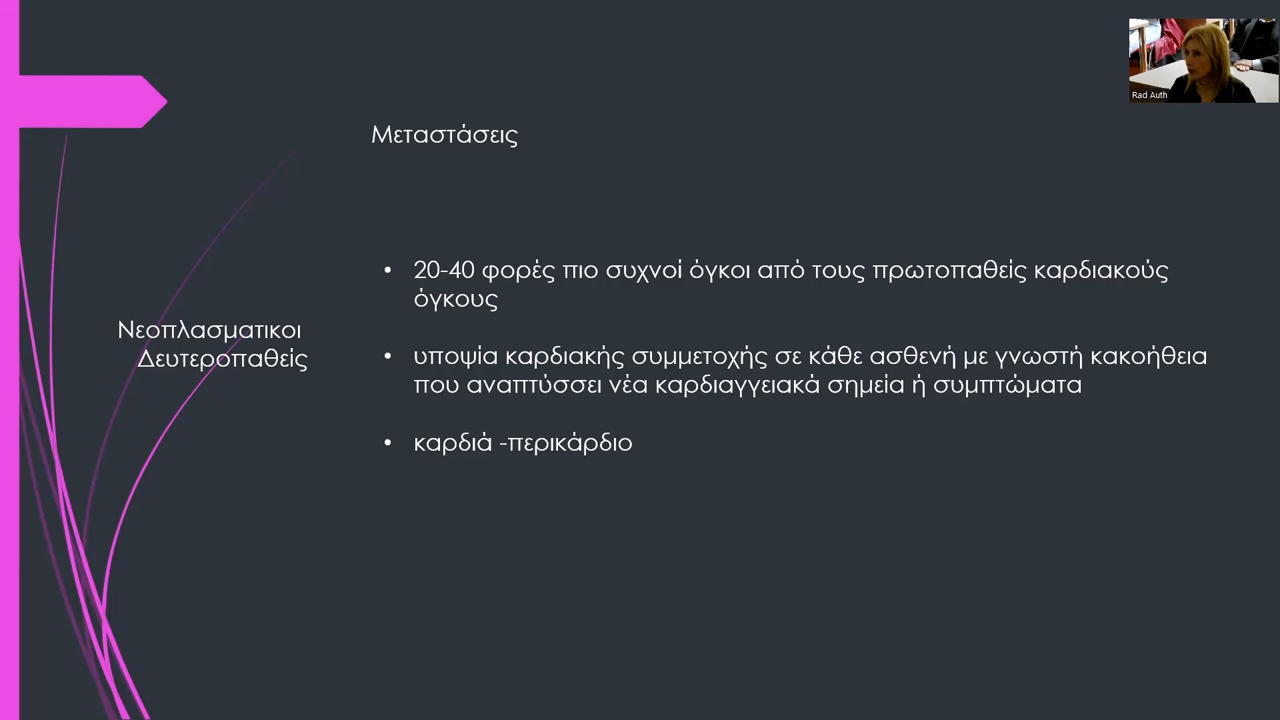 Rad Auth
Μεταστάσεις
Νεοπλασματικοι
Δευτεροπαθείς
• 20-40 φορές πιο συχνοί όγκοι από τους πρωτοπαθείς καρδιακούς
όγκους
• υποψία καρδιακής συμμετοχής σε κάθε ασθενή με γνωστή κακοήθεια
που αναπτύσσει νέα καρδιαγγειακά σημεία ή συμπτώματα
• καρδιά -περικάρδιο